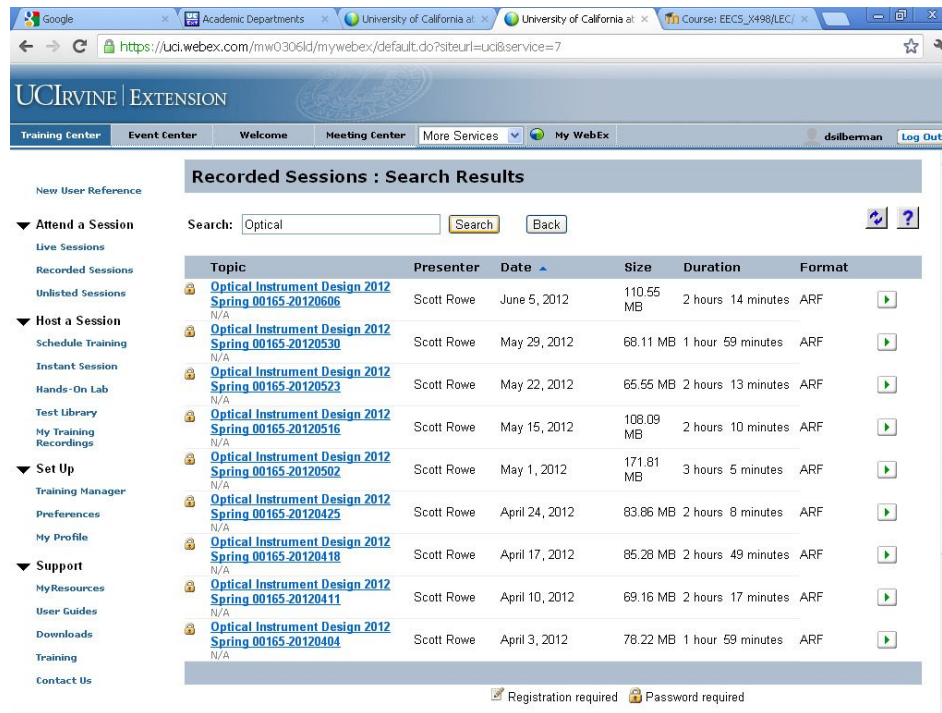 Google
Academic Departments
University of California at
University of California at
Course: EECS_X498/LEC/
https://uci.webex.com/mw0306ld/mywebex/default.do?siteurl=uci&service=7
UCIRVINE | EXTENSION
Training Center Event Center Welcome Meeting Center More Services My WebEx dsilberman Log Out
New User Reference
Attend a Session
Live Sessions
Recorded Sessions
Unlisted Sessions
Host a Session
Schedule Training
Instant Session
Hands-On Lab
Test Library
My Training
Recordings
Set Up
Training Manager
Preferences
My Profile
Support
MyResources
User Guides
Downloads
Training
Contact Us
Recorded Sessions : Search Results
Search: Optical Search Back
Topic Presenter Date Size Duration Format
Optical Instrument Design 2012
Spring 00165-20120606 Scott Rowe June 5, 2012 110.55 MB 2 hours 14 minutes ARF
N/A
Optical Instrument Design 2012
Spring 00165-20120530 Scott Rowe May 29, 2012 68.11 MB 1 hour 59 minutes ARF
N/A
Optical Instrument Design 2012
Spring 00165-20120523 Scott Rowe May 22, 2012 65.55 MB 2 hours 13 minutes ARF
N/A
Optical Instrument Design 2012
Spring 00165-20120516 Scott Rowe May 15, 2012 108.09 MB 2 hours 10 minutes ARF
N/A
Optical Instrument Design 2012
Spring 00165-20120502 Scott Rowe May 1, 2012 171.81 MB 3 hours 5 minutes ARF
N/A
Optical Instrument Design 2012
Spring 00165-20120425 Scott Rowe April 24, 2012 83.86 MB 2 hours 8 minutes ARF
N/A
Optical Instrument Design 2012
Spring 00165-20120418 Scott Rowe April 17, 2012 85.28 MB 2 hours 49 minutes ARF
N/A
Optical Instrument Design 2012
Spring 00165-20120411 Scott Rowe April 10, 2012 69.16 MB 2 hours 17 minutes ARF
N/A
Optical Instrument Design 2012
Spring 00165-20120404 Scott Rowe April 3, 2012 78.22 MB 1 hour 59 minutes ARF
N/A
Registration required Password required